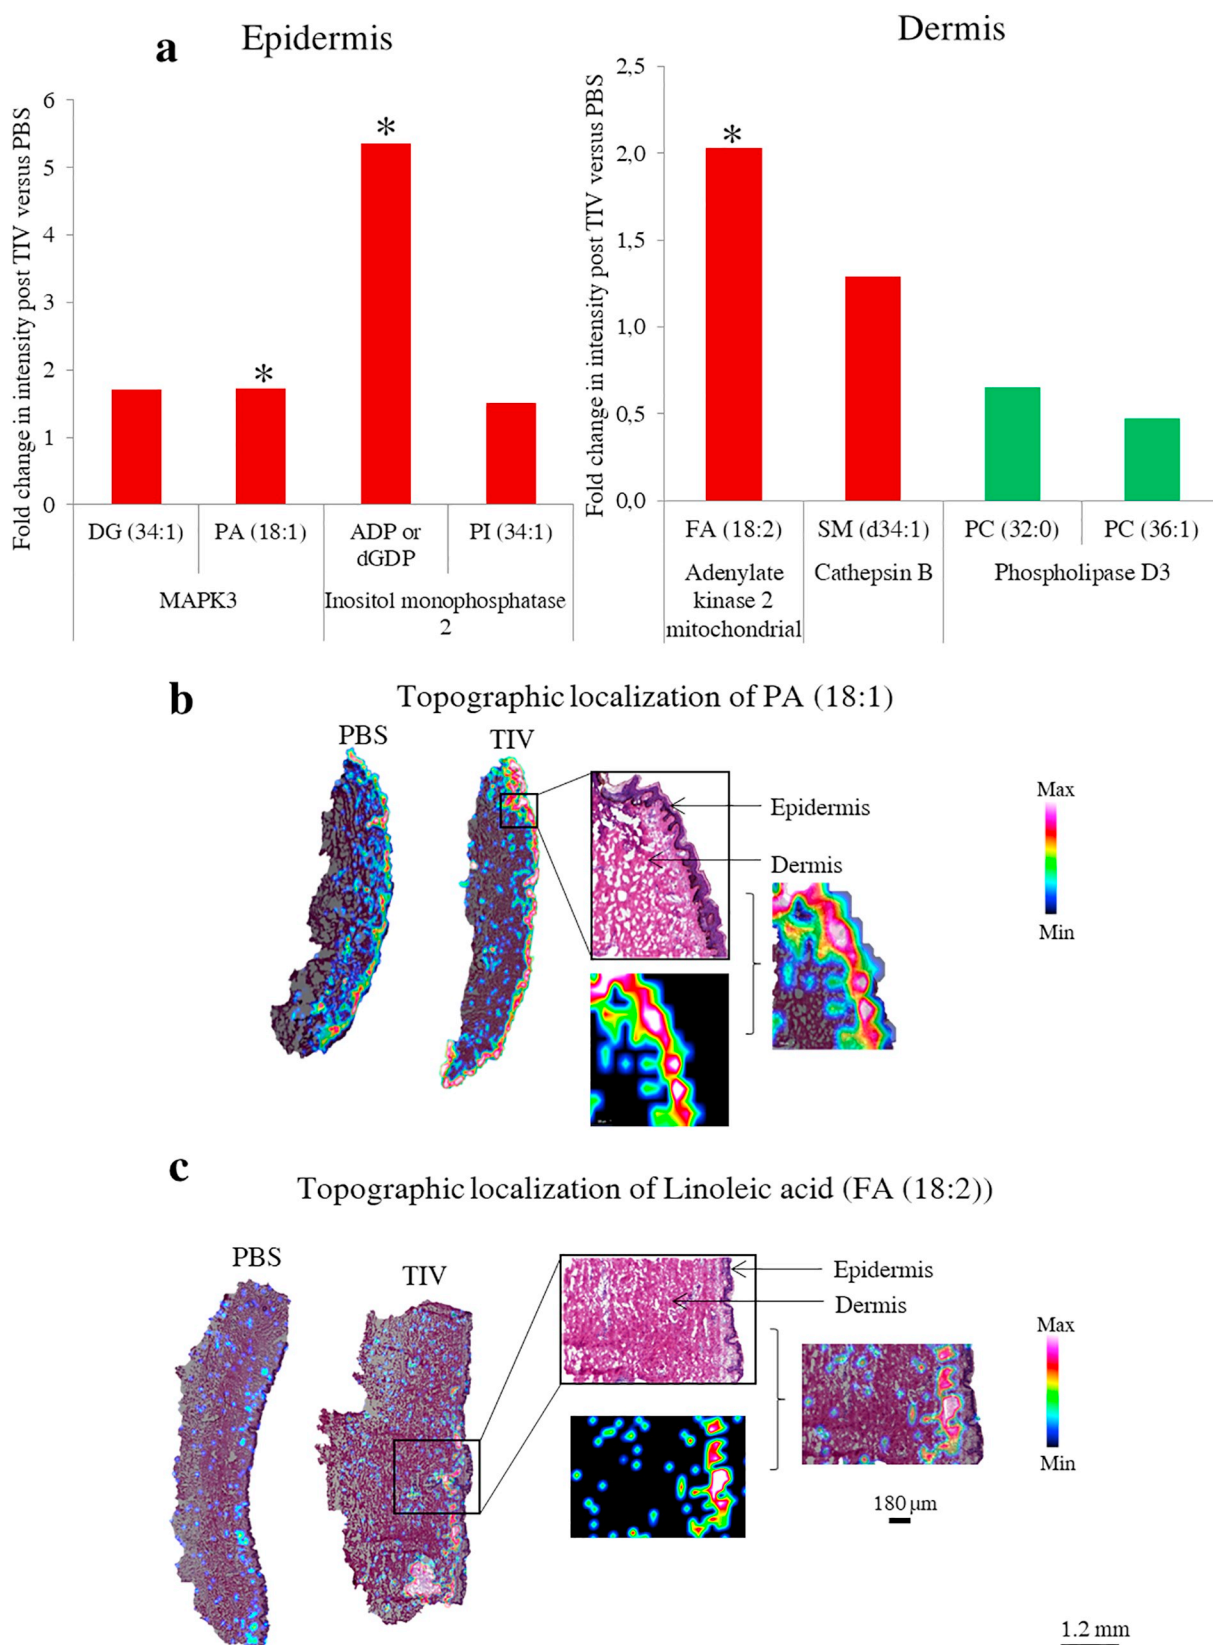 a
Epidermis
Fold change in intensity post TIV versus PBS
6
5
4
3
2
1
0
*
*
DG (34:1)
PA (18:1)
ADP or
dGDP
PI (34:1)
MAPK3
Inositol monophosphatase
2
Dermis
Fold change in intensity post TIV versus PBS
2,5
2,0
1,5
1,0
0,5
0,0
*
FA (18:2)
SM (d34:1)
PC (32:0)
PC (36:1)
Adenylate
kinase 2
mitochondrial
Cathepsin B
Phospholipase D3
b
Topographic localization of PA (18:1)
PBS
TIV
Epidermis
Dermis
Max
Min
c
Topographic localization of Linoleic acid (FA (18:2))
PBS
TIV
Epidermis
Dermis
Max
Min
180 µm
1.2 mm